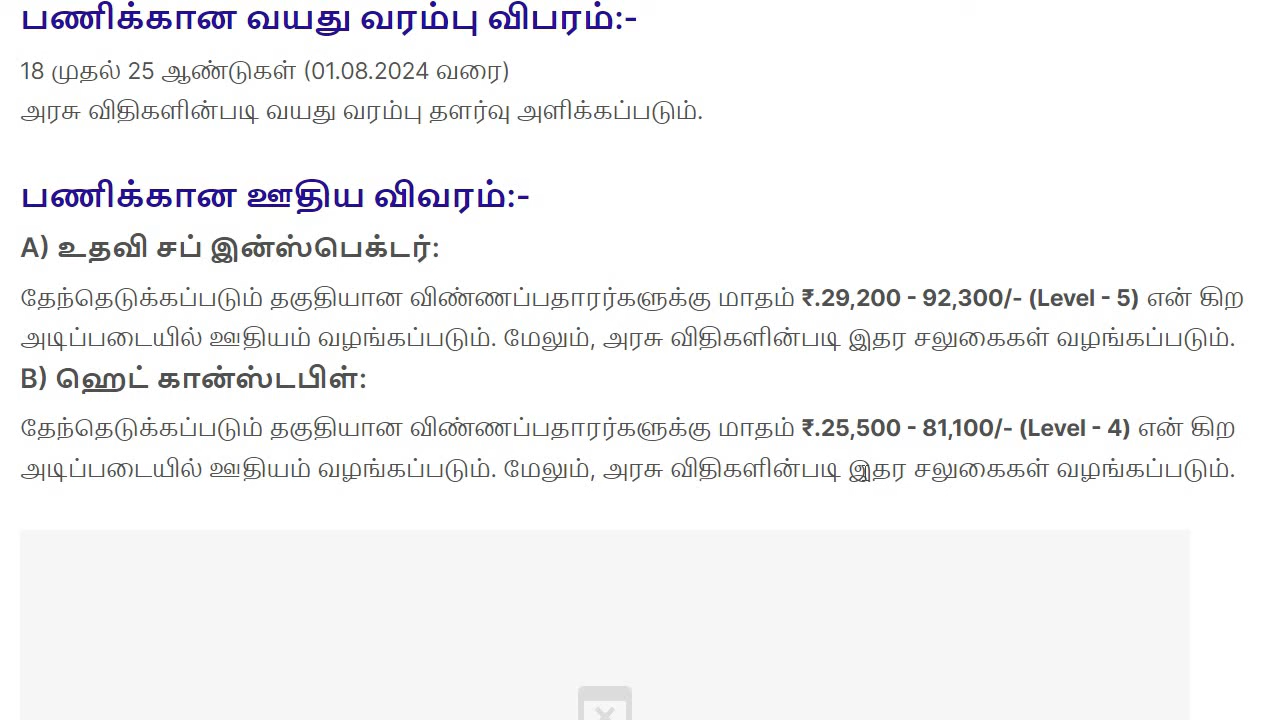 பணிக்கான வயது வரம்பு விபரம்:-
18 முதல் 25 ஆண்டுகள் (01.08.2024 வரை)
அரசு விதிகளின்படி வயது வரம்பு தளர்வு அளிக்கப்படும்.
பணிக்கான ஊதிய விவரம்:-
A) உதவி சப் இன்ஸ்பெக்டர்:
தேந்தெடுக்கப்படும் தகுதியான விண்ணப்பதாரர்களுக்கு மாதம் ₹.29,200 - 92,300/- (Level - 5) என் கிற
அடிப்படையில் ஊதியம் வழங்கப்படும். மேலும், அரசு விதிகளின்படி இதர சலுகைகள் வழங்கப்படும்.
B) ஹெட் கான்ஸ்டபிள்:
தேந்தெடுக்கப்படும் தகுதியான விண்ணப்பதாரர்களுக்கு மாதம் ₹.25,500 - 81,100/- (Level - 4) என் கிற
அடிப்படையில் ஊதியம் வழங்கப்படும். மேலும், அரசு விதிகளின்படி இதர சலுகைகள் வழங்கப்படும்.